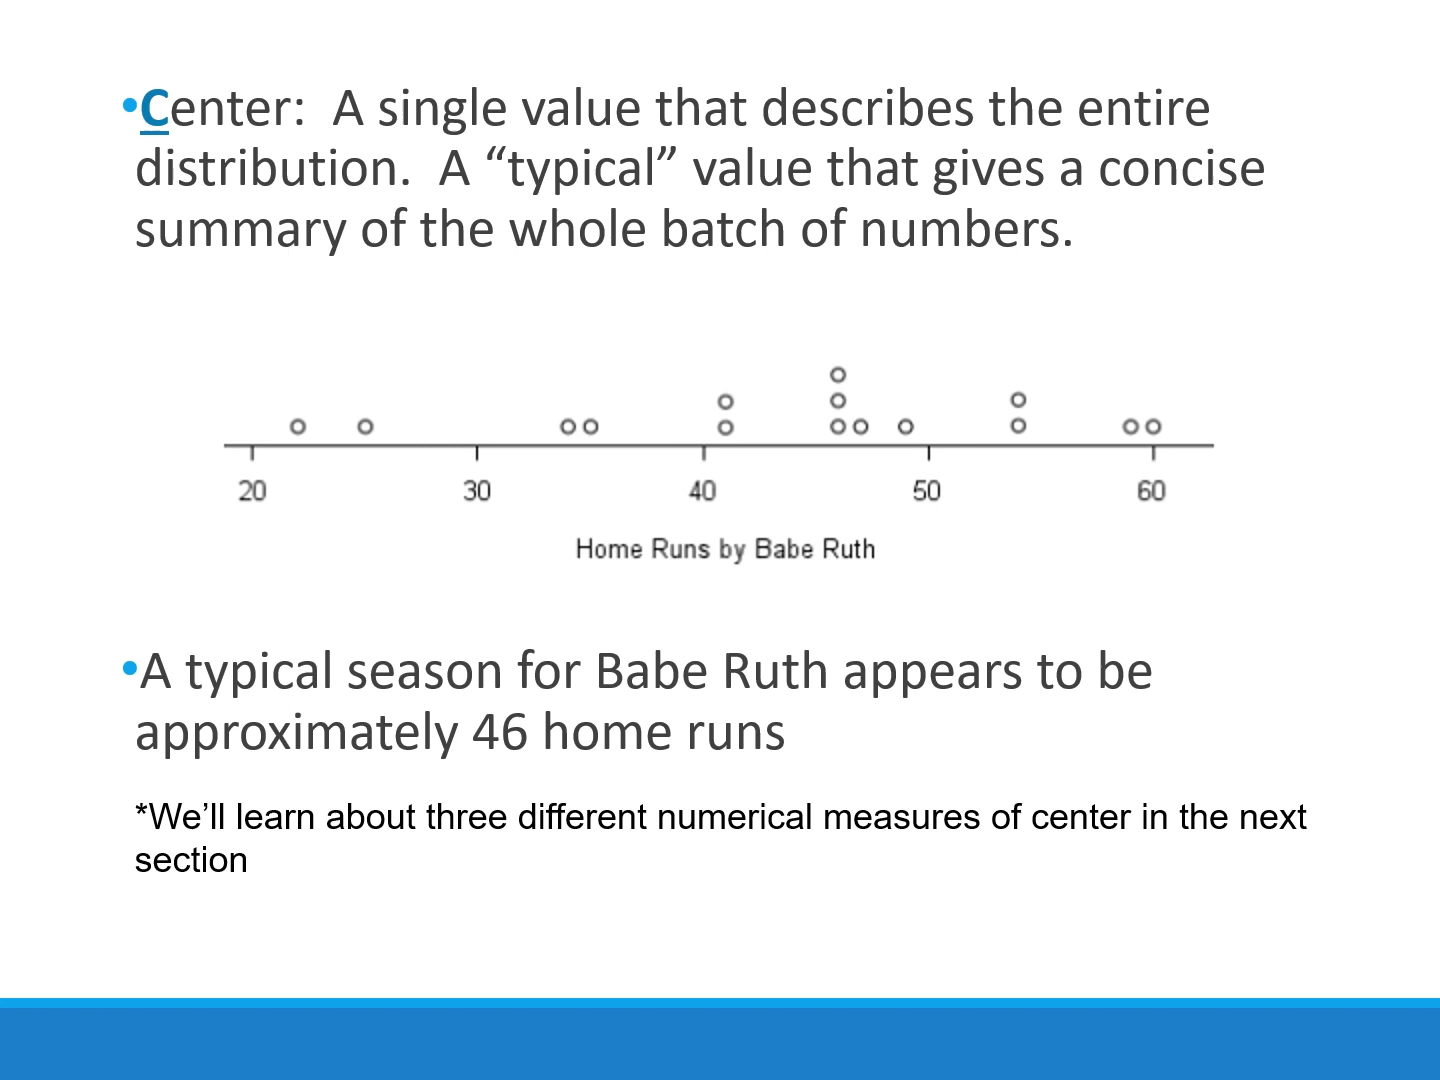 •Center:  A single value that describes the entire
distribution.  A “typical” value that gives a concise
summary of the whole batch of numbers.
20 30 40 50 60
Home Runs by Babe Ruth
•A typical season for Babe Ruth appears to be
approximately 46 home runs
*We’ll learn about three different numerical measures of center in the next
section